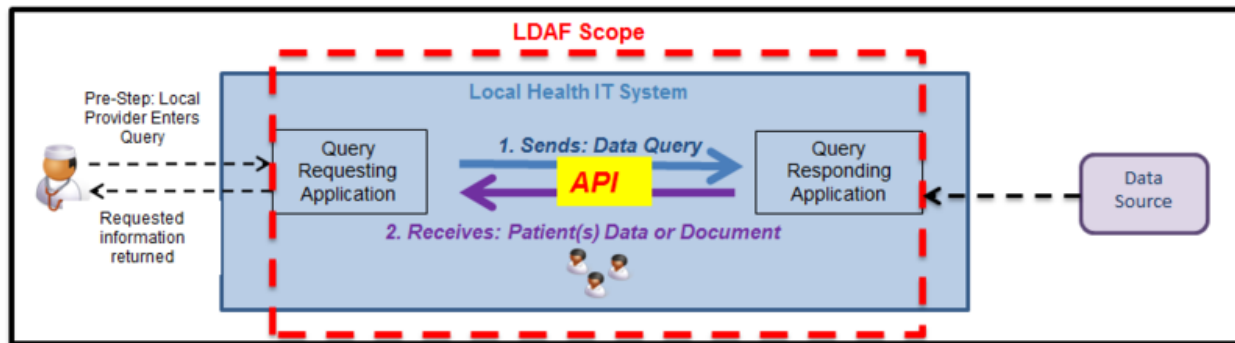 LDAF Scope
Local Health IT System
Pre-Step: Local
Provider Enters
Query
Requested
information
returned
Query
Requesting
Application
1. Sends: Data Query
API
2. Receives: Patient(s) Data or Document
Query
Responding
Application
Data
Source